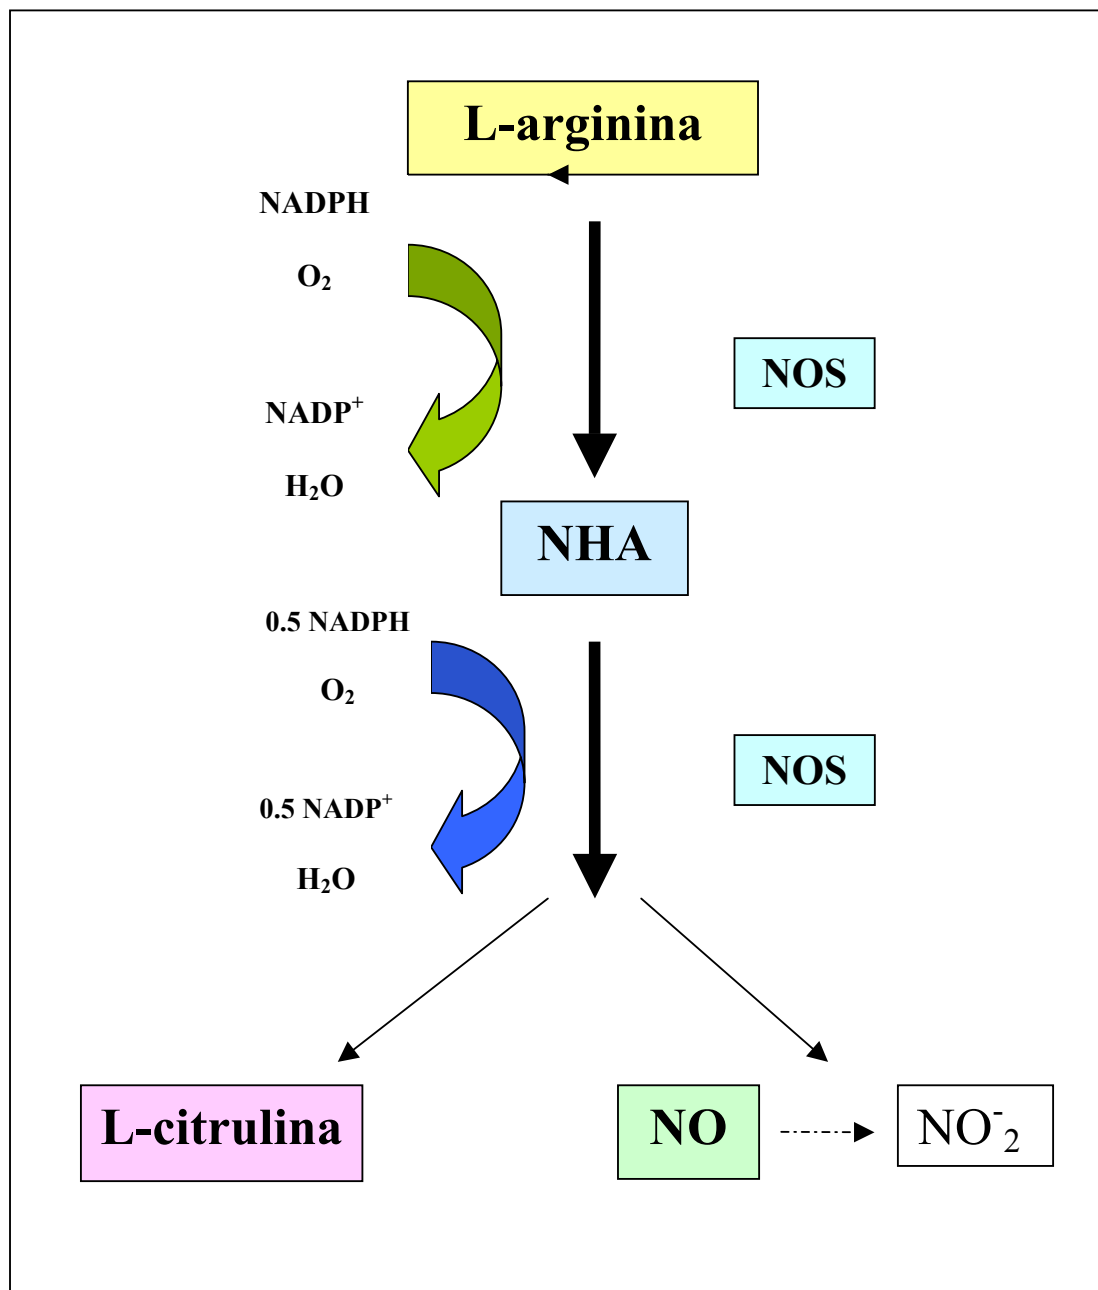 L-arginina
NADPH
O₂
NOS
NADP⁺
H₂O
NHA
0.5 NADPH
O₂
NOS
0.5 NADP⁺
H₂O
L-citrulina
NO
NO⁻₂